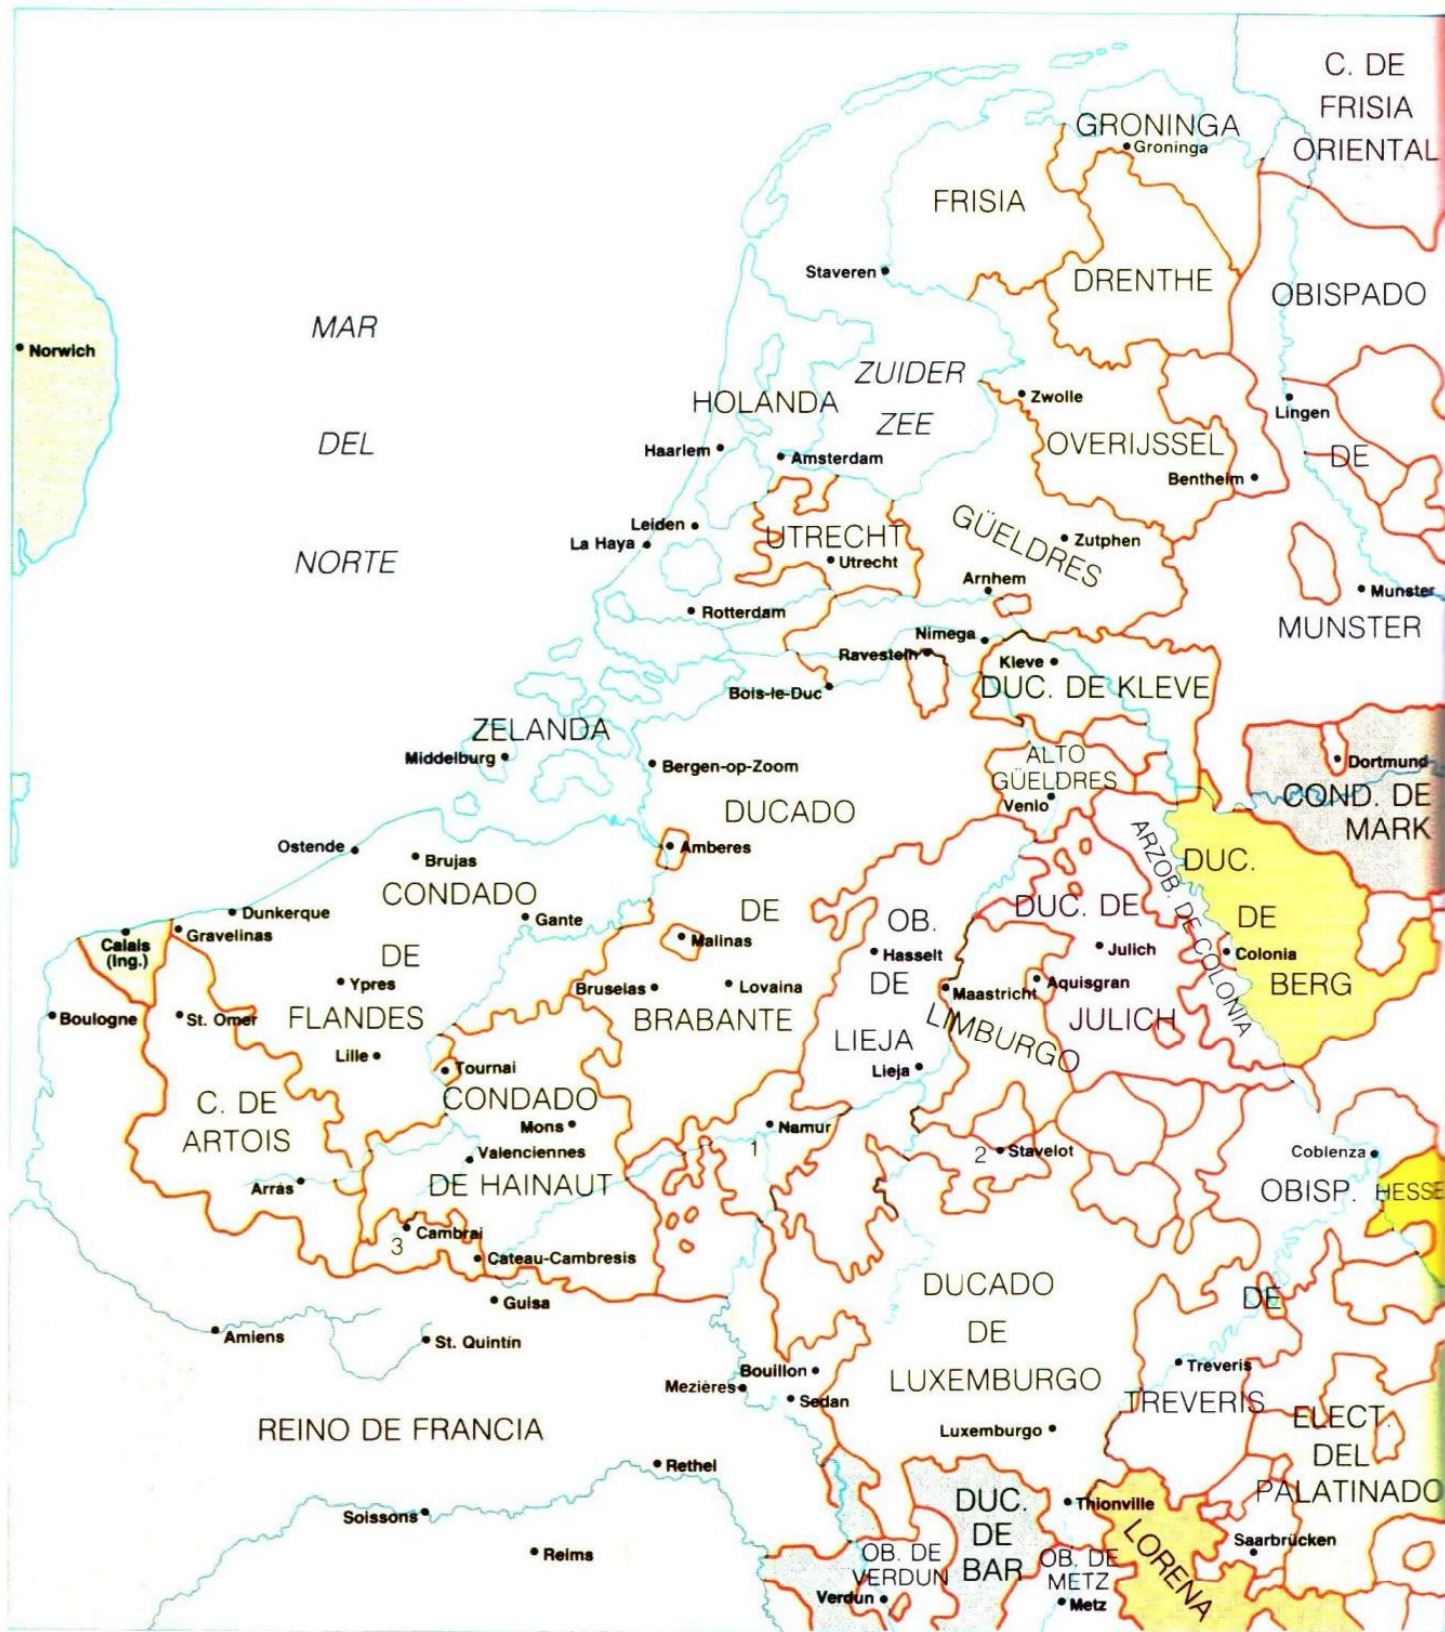 C. DE
FRISIA
ORIENTAL
GRONINGA
Groninga
FRISIA
Staveren
DRENTHE
OBISPADO
MAR
Norwich
ZUIDER
HOLANDA
Zwolle
Lingen
ZEE
DEL
Haarlem
Amsterdam
OVERIJSSEL
DE
Bentheim
Leiden
La Haya
UTRECHT
Utrecht
GÜELDRES
Zutphen
NORTE
Arnhem
Munster
Rotterdam
MUNSTER
Nimega
Ravestein
Kleve
Bois-le-Duc
DUC. DE KLEVE
ZELANDA
Middelburg
Bergen-op-Zoom
ALTO
GÜELDRES
Venlo
Dortmund
COND. DE
MARK
DUCADO
Ostende
Brujas
Amberes
ARZOB. DE COLONIA
DUC.
CONDADO
Dunkerque
Gante
DE
OB.
DUC. DE
DE
Calais
(Ing.)
Gravelinas
Malinas
Hasselt
Julich
Colonia
DE
Ypres
Bruselas
Lovaina
DE
Maastricht
Aquisgran
BERG
Boulogne
St. Omer
FLANDES
BRABANTE
LIMBURGO
JULICH
LIEJA
Lille
Tournai
Lieja
C. DE
ARTOIS
CONDADO
Mons
Namur
1
Valenciennes
2
Stavelot
Coblenza
Arrás
DE HAINAUT
OBISP.
HESSE
Cambrai
3
Cateau-Cambresis
DUCADO
DE
Guisa
Amiens
St. Quintín
DE
Bouillon
Treveris
Mezières
Sedan
LUXEMBURGO
TREVERIS
REINO DE FRANCIA
Luxemburgo
ELECT.
DEL
PALATINADO
Rethel
Soissons
DUC.
DE
BAR
Thionville
LORENA
Saarbrücken
Reims
OB. DE
VERDUN
OB. DE
METZ
Verdun
Metz